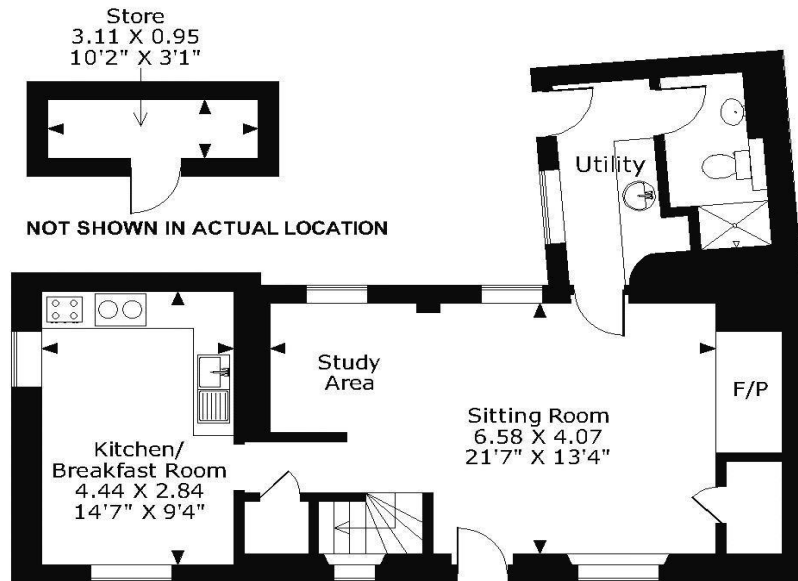 Store
3.11 X 0.95
10'2" X 3'1"
NOT SHOWN IN ACTUAL LOCATION
Utility
Study
Area
F/P
Sitting Room
6.58 X 4.07
21'7" X 13'4"
Kitchen/
Breakfast Room
4.44 X 2.84
14'7" X 9'4"